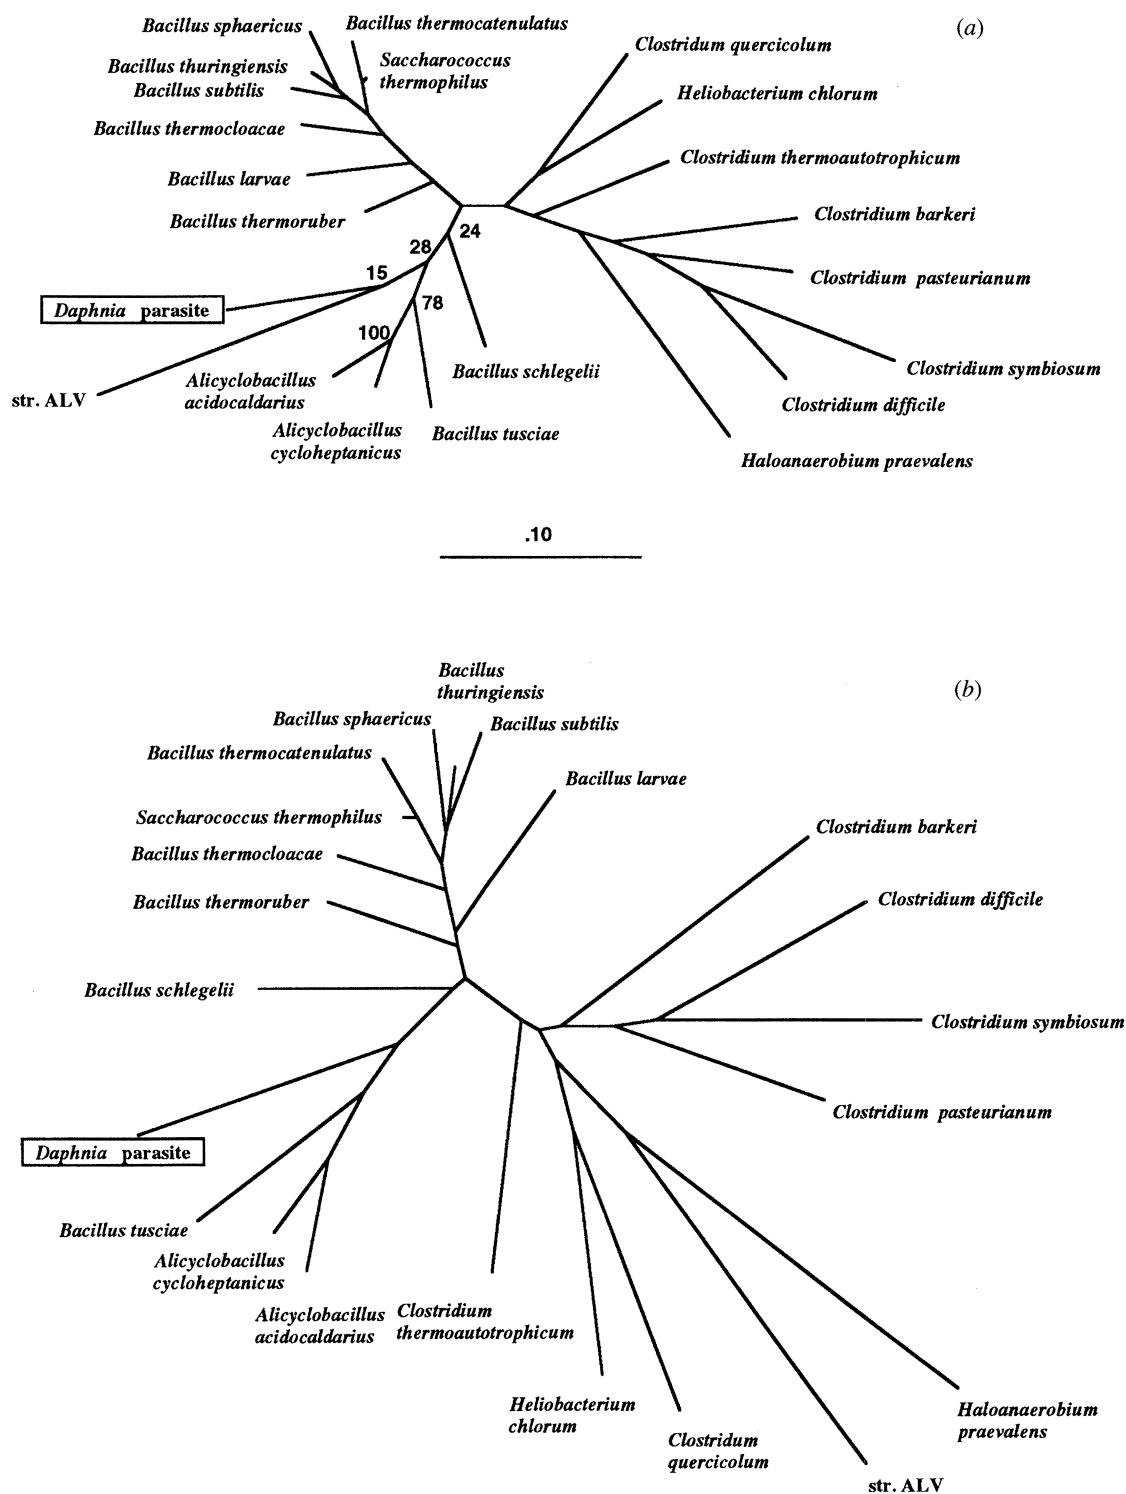 Bacillus sphaericus
Bacillus thermocatenulatus
(a)
Clostridum quercicolum
Bacillus thuringiensis
Saccharococcus
thermophilus
Bacillus subtilis
Heliobacterium chlorum
Bacillus thermocloacae
Clostridium thermoautotrophicum
Bacillus larvae
Bacillus thermoruber
Clostridium barkeri
24
28
15
Clostridium pasteurianum
Daphnia parasite
78
100
Bacillus schlegelii
Clostridium symbiosum
Alicyclobacillus
acidocaldarius
str. ALV
Clostridium difficile
Alicyclobacillus
cycloheptanicus
Bacillus tusciae
Haloanaerobium praevalens
.10
Bacillus
thuringiensis
(b)
Bacillus sphaericus
Bacillus subtilis
Bacillus thermocatenulatus
Bacillus larvae
Saccharococcus thermophilus
Clostridium barkeri
Bacillus thermocloacae
Bacillus thermoruber
Clostridium difficile
Bacillus schlegelii
Clostridium symbiosum
Clostridium pasteurianum
Daphnia parasite
Bacillus tusciae
Alicyclobacillus
cycloheptanicus
Alicyclobacillus
acidocaldarius
Clostridium
thermoautotrophicum
Heliobacterium
chlorum
Haloanaerobium
praevalens
Clostridum
quercicolum
str. ALV